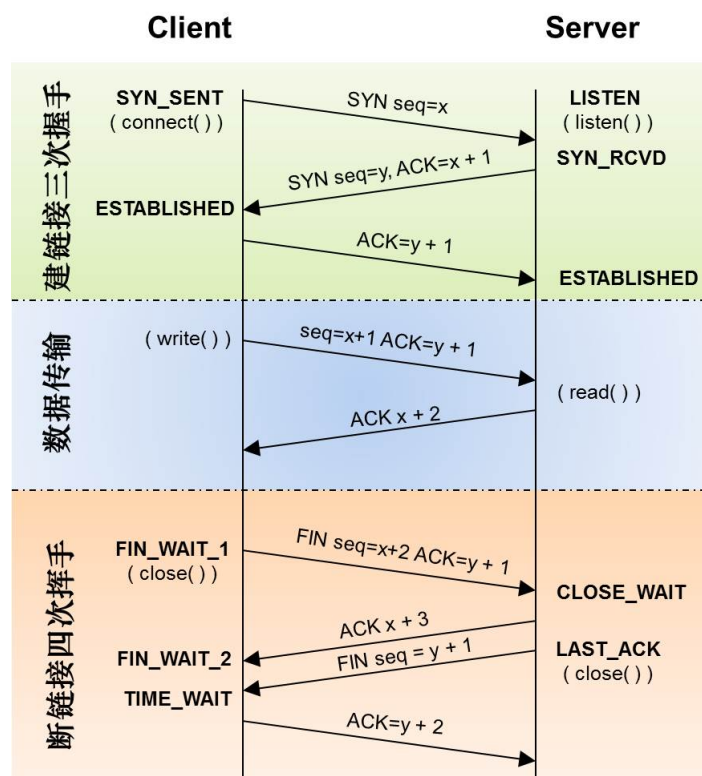 Client
Server
建链接三次握手
SYN_SENT
( connect( ) )
SYN seq=x
LISTEN
( listen( ) )
SYN seq=y, ACK=x + 1
SYN_RCVD
ESTABLISHED
ACK=y + 1
ESTABLISHED
数据传输
( write( ) )
seq=x+1 ACK=y + 1
( read( ) )
ACK x + 2
断链接四次挥手
FIN_WAIT_1
( close( ) )
FIN seq=x+2 ACK=y + 1
CLOSE_WAIT
ACK x + 3
FIN_WAIT_2
FIN seq = y + 1
LAST_ACK
( close( ) )
TIME_WAIT
ACK=y + 2